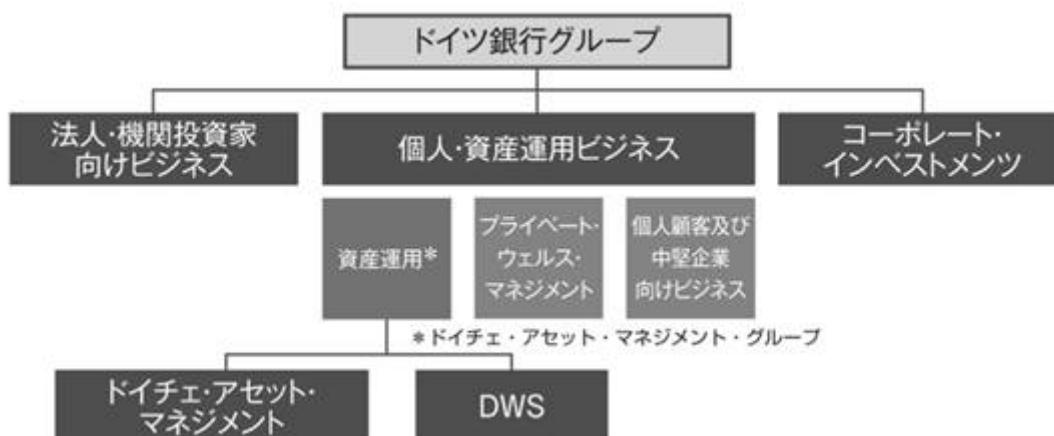 ドイツ銀行グループ
法人・機関投資家
向けビジネス
個人・資産運用ビジネス
コーポレート・
インベストメンツ
資産運用*
プライベート・
ウェルス・
マネジメント
個人顧客及び
中堅企業
向けビジネス
*ドイチェ・アセット・マネジメント・グループ
ドイチェ・アセット・
マネジメント
DWS